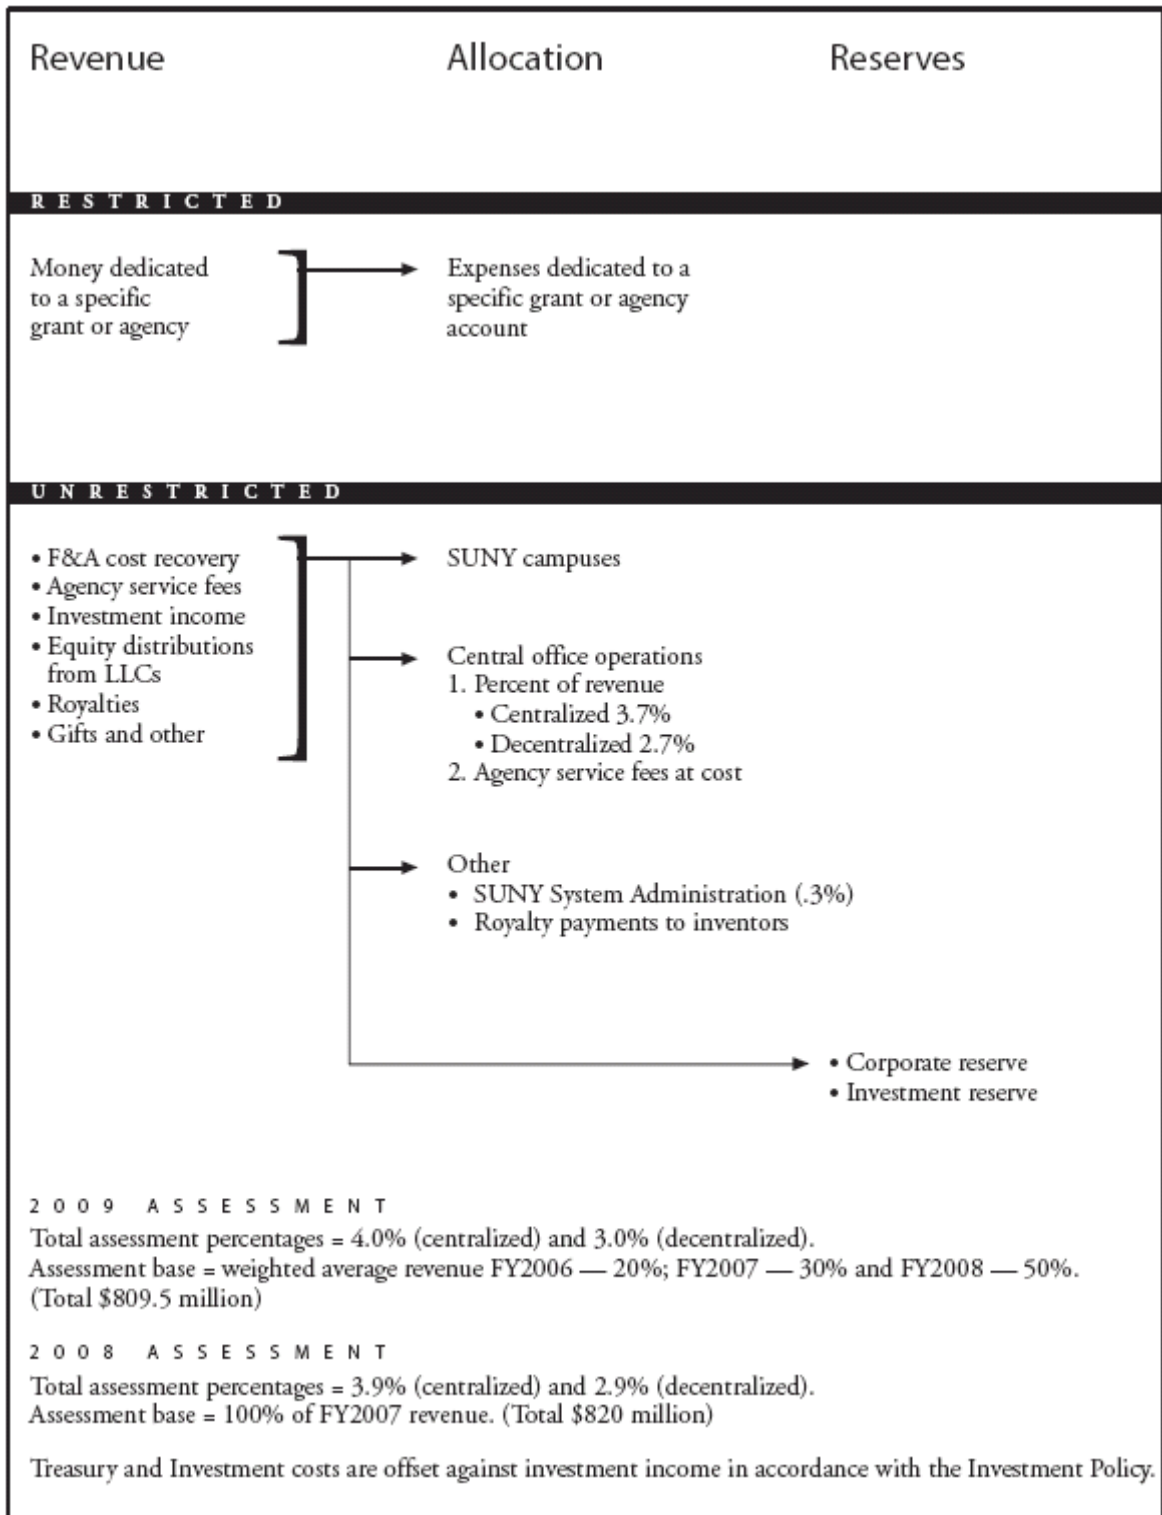 Revenue
Allocation
Reserves
RESTRICTED
Money dedicated
to a specific
grant or agency
Expenses dedicated to a
specific grant or agency
account
UNRESTRICTED
• F&A cost recovery
• Agency service fees
• Investment income
• Equity distributions
from LLCs
• Royalties
• Gifts and other
SUNY campuses
Central office operations
1. Percent of revenue
• Centralized 3.7%
• Decentralized 2.7%
2. Agency service fees at cost
Other
• SUNY System Administration (.3%)
• Royalty payments to inventors
• Corporate reserve
• Investment reserve
2009 ASSESSMENT
Total assessment percentages = 4.0% (centralized) and 3.0% (decentralized).
Assessment base = weighted average revenue FY2006 — 20%; FY2007 — 30% and FY2008 — 50%.
(Total $809.5 million)
2008 ASSESSMENT
Total assessment percentages = 3.9% (centralized) and 2.9% (decentralized).
Assessment base = 100% of FY2007 revenue. (Total $820 million)
Treasury and Investment costs are offset against investment income in accordance with the Investment Policy.